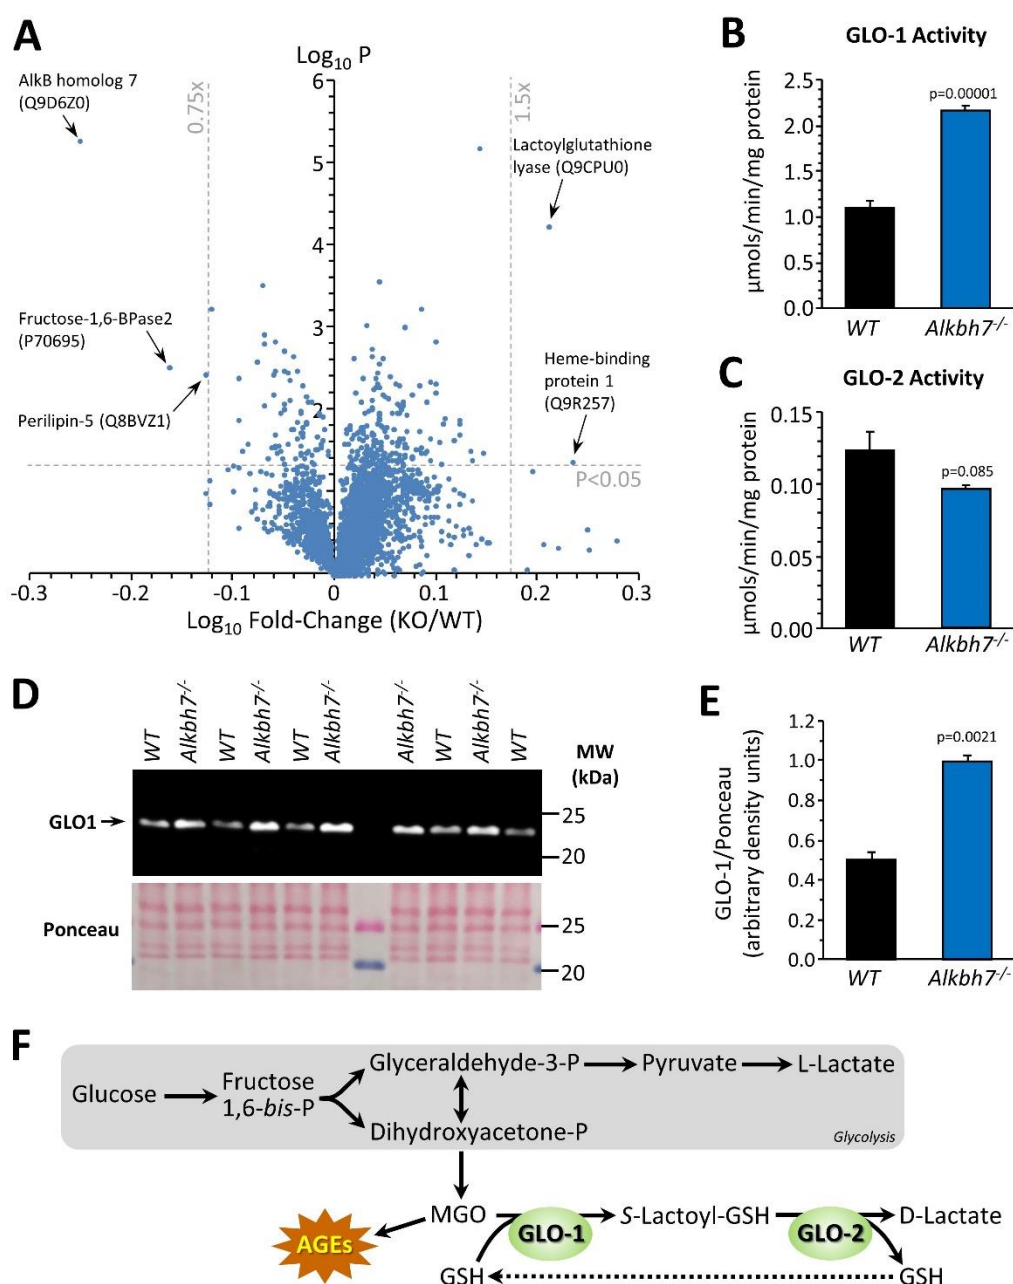 A
Log10 P
AlkB homolog 7
(Q9D6Z0)
0.75x
1.5x
Lactoylglutathione
lyase (Q9CPU0)
Fructose-1,6-BPase2
(P70695)
Perilipin-5 (Q8BVZ1)
Heme-binding
protein 1
(Q9R257)
P<0.05
6
5
4
3
2
1
0
-0.3
-0.2
-0.1
0
0.1
0.2
0.3
Log10 Fold-Change (KO/WT)
B
GLO-1 Activity
µmols/min/mg protein
2.5
2.0
1.5
1.0
0.5
0.0
p=0.00001
WT
Alkbh7-/-
C
GLO-2 Activity
µmols/min/mg protein
0.15
0.10
0.05
0.00
p=0.085
WT
Alkbh7-/-
D
WT
Alkbh7-/-
WT
Alkbh7-/-
WT
Alkbh7-/-
Alkbh7-/-
WT
Alkbh7-/-
WT
MW
(kDa)
GLO1
25
20
Ponceau
25
20
E
GLO-1/Ponceau
(arbitrary density units)
1.2
1.0
0.8
0.6
0.4
0.2
0.0
p=0.0021
WT
Alkbh7-/-
F
Glucose
Fructose
1,6-bis-P
Glyceraldehyde-3-P
Pyruvate
L-Lactate
Dihydroxyacetone-P
Glycolysis
AGEs
MGO
GLO-1
S-Lactoyl-GSH
GLO-2
D-Lactate
GSH
GSH